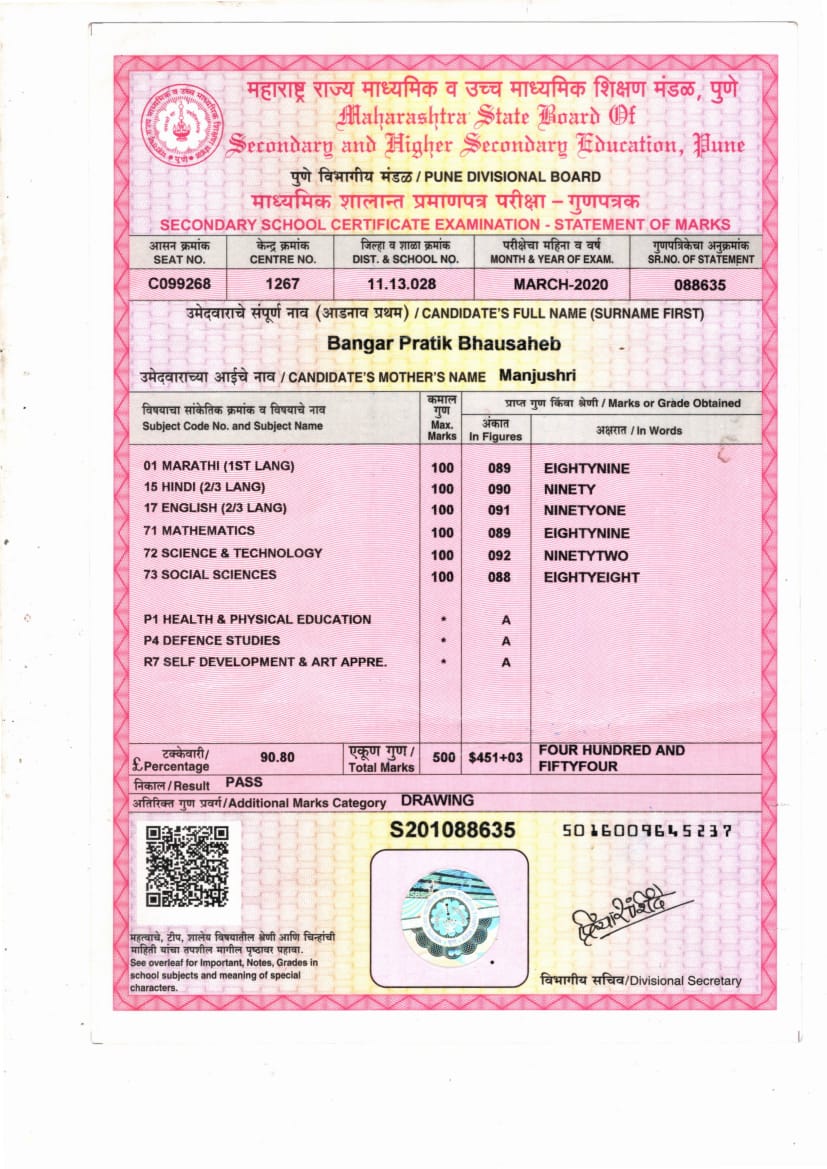 महाराष्ट्र राज्य माध्यमिक व उच्च माध्यमिक शिक्षण मंडळ, पुणे
Maharashtra State Board Of
Secondary and Higher Secondary Education, Pune
पुणे विभागीय मंडळ / PUNE DIVISIONAL BOARD
माध्यमिक शालान्त प्रमाणपत्र परीक्षा – गुणपत्रक
SECONDARY SCHOOL CERTIFICATE EXAMINATION - STATEMENT OF MARKS
आसन क्रमांक केन्द्र क्रमांक जिल्हा व शाळा क्रमांक परीक्षेचा महिना व वर्ष गुणपत्रिकेचा अनुक्रमांक
SEAT NO. CENTRE NO. DIST. & SCHOOL NO. MONTH & YEAR OF EXAM. SR.NO. OF STATEMENT
C099268 1267 11.13.028 MARCH-2020 088635
उमेदवाराचे संपूर्ण नाव (आडनाव प्रथम) / CANDIDATE'S FULL NAME (SURNAME FIRST)
Bangar Pratik Bhausaheb
उमेदवाराच्या आईचे नाव / CANDIDATE'S MOTHER'S NAME Manjushri
विषयाचा सांकेतिक क्रमांक व विषयाचे नाव
Subject Code No. and Subject Name
कमाल
गुण
Max.
Marks
प्राप्त गुण किंवा श्रेणी / Marks or Grade Obtained
अंकात
In Figures
अक्षरात / In Words
01 MARATHI (1ST LANG) 100 089 EIGHTYNINE
15 HINDI (2/3 LANG) 100 090 NINETY
17 ENGLISH (2/3 LANG) 100 091 NINETYONE
71 MATHEMATICS 100 089 EIGHTYNINE
72 SCIENCE & TECHNOLOGY 100 092 NINETYTWO
73 SOCIAL SCIENCES 100 088 EIGHTYEIGHT
P1 HEALTH & PHYSICAL EDUCATION * A
P4 DEFENCE STUDIES * A
R7 SELF DEVELOPMENT & ART APPRE. * A
टक्केवारी/
£Percentage
90.80
एकूण गुण /
Total Marks
500 $451+03
FOUR HUNDRED AND
FIFTYFOUR
निकाल / Result PASS
अतिरिक्त गुण प्रवर्ग/Additional Marks Category DRAWING
S201088635 5016009645237
महत्वाचे, टीप, शालेय विषयातील श्रेणी आणि चिन्हांची
माहिती यांचा तपशील मागील पृष्ठावर पहावा.
See overleaf for Important, Notes, Grades in
school subjects and meaning of special
characters.
विभागीय सचिव/Divisional Secretary